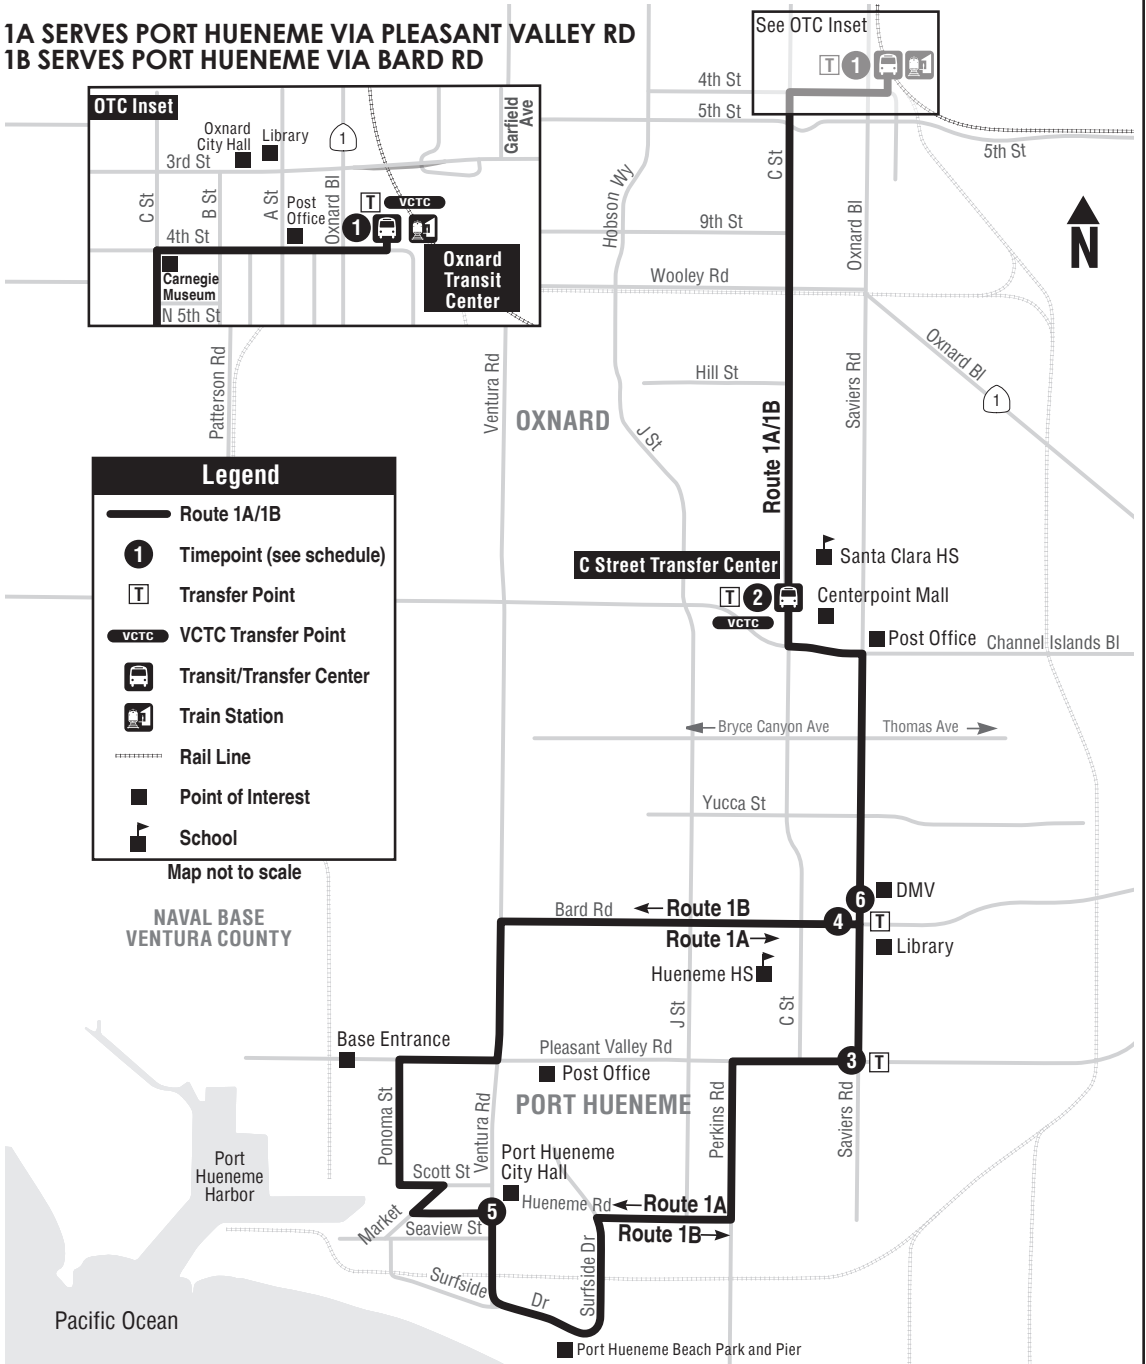 1A SERVES PORT HUENEME VIA PLEASANT VALLEY RD
1B SERVES PORT HUENEME VIA BARD RD
See OTC Inset
T
1
4th St
5th St
5th St
C St
OTC Inset
Oxnard
City Hall
Library
1
Garfield
Ave
3rd St
C St
B St
A St
Oxnard Bl
Post
Office
T
VCTC
1
4th St
Carnegie
Museum
N 5th St
Oxnard
Transit
Center
Hobson Wy
9th St
Oxnard Bl
N
Wooley Rd
Patterson Rd
Ventura Rd
Hill St
Saviers Rd
Oxnard Bl
1
OXNARD
J St
Route 1A/1B
Legend
Route 1A/1B
1
Timepoint (see schedule)
T
Transfer Point
VCTC
VCTC Transfer Point
Transit/Transfer Center
Train Station
Rail Line
Point of Interest
School
Map not to scale
C Street Transfer Center
Santa Clara HS
T
2
VCTC
Centerpoint Mall
Post Office
Channel Islands Bl
Bryce Canyon Ave
Thomas Ave
Yucca St
NAVAL BASE
VENTURA COUNTY
6
DMV
Bard Rd
Route 1B
4
T
Route 1A
Library
Hueneme HS
J St
C St
Base Entrance
Pleasant Valley Rd
3
T
Post Office
PORT HUENEME
Ponoma St
Ventura Rd
Perkins Rd
Saviers Rd
Port
Hueneme
Harbor
Port Hueneme
City Hall
Scott St
Hueneme Rd
Route 1A
Market
5
Seaview St
Route 1B
Surfside Dr
Surfside
Dr
Pacific Ocean
Port Hueneme Beach Park and Pier